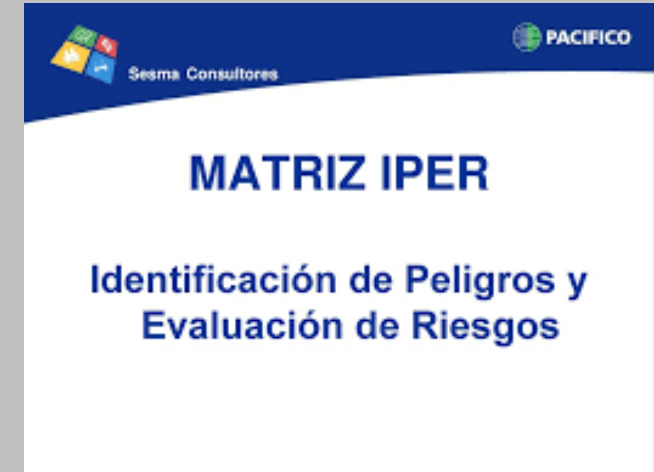 Sesma Consultores
PACIFICO
MATRIZ IPER
Identificación de Peligros y
Evaluación de Riesgos